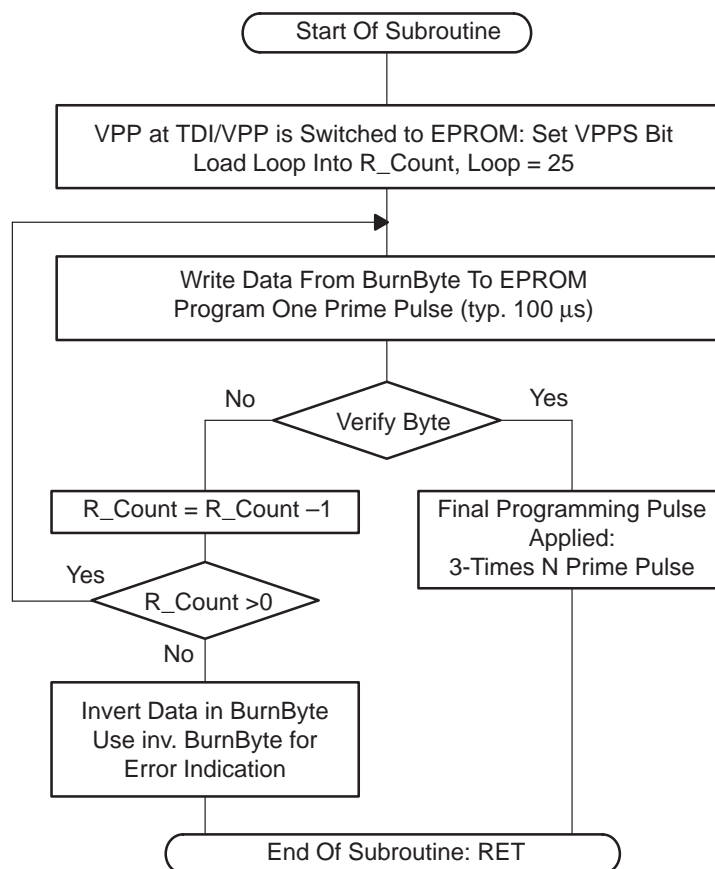 Start Of Subroutine
VPP at TDI/VPP is Switched to EPROM: Set VPPS Bit
Load Loop Into R_Count, Loop = 25
Write Data From BurnByte To EPROM
Program One Prime Pulse (typ. 100 μs)
No
Yes
Verify Byte
R_Count = R_Count –1
Final Programming Pulse
Applied:
3-Times N Prime Pulse
Yes
R_Count >0
No
Invert Data in BurnByte
Use inv. BurnByte for
Error Indication
End Of Subroutine: RET